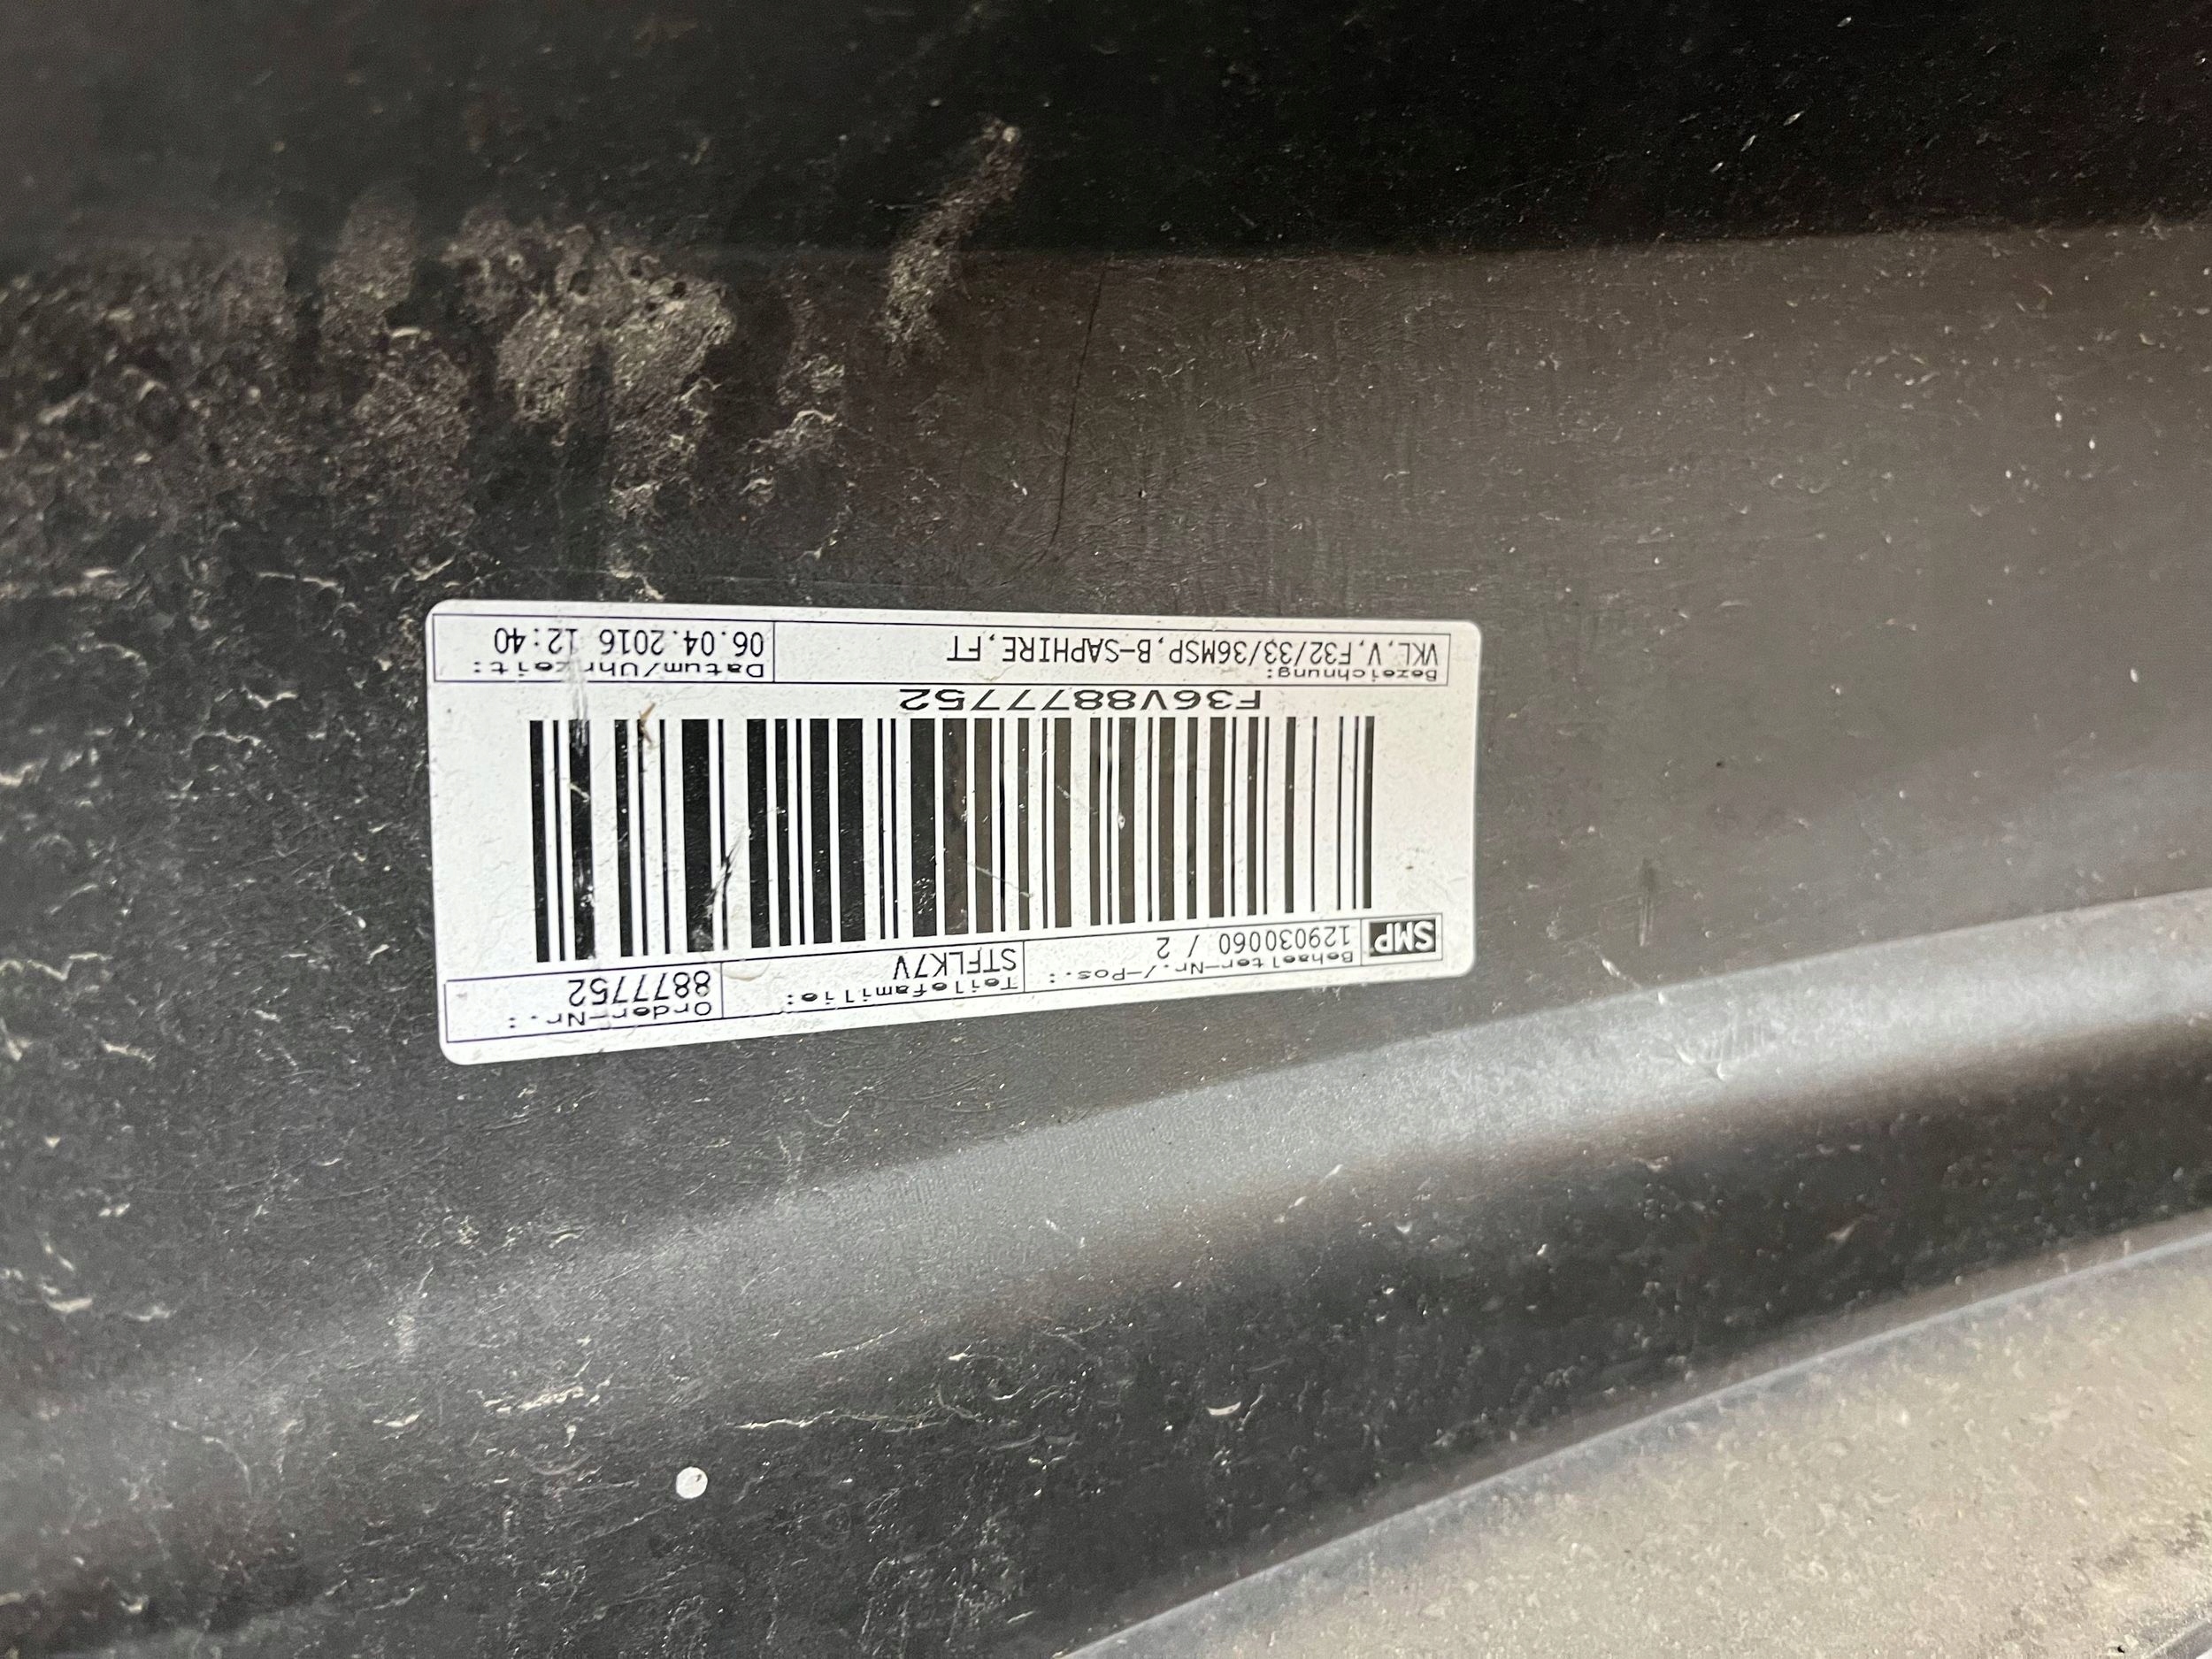 SMP Behaelter-Nr./-Pos.: Teilefamilie: Order-Nr.:
129030060 / 2 STFLK7V 8877752
F36V8877752
Bezeichnung: Datum/Uhrzeit:
VKL,V,F32/33/36MSP,B-SAPHIRE,FT 06.04.2016 12:40